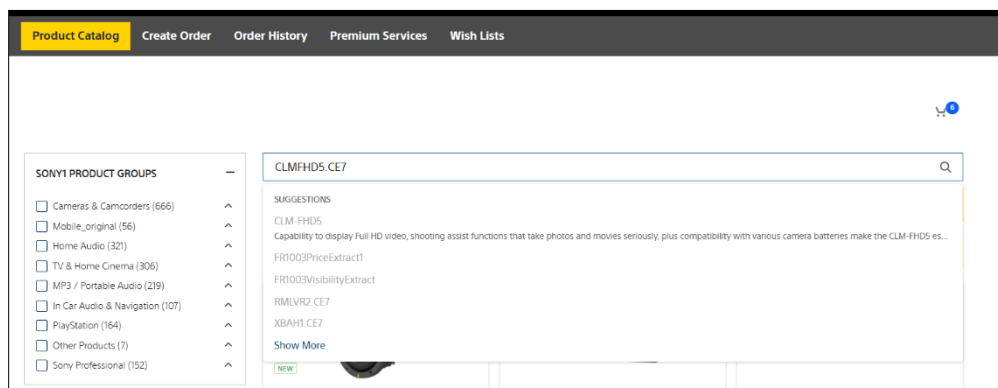 Product Catalog Create Order Order History Premium Services Wish Lists
6
SONY1 PRODUCT GROUPS
Cameras & Camcorders (666)
Mobile_original (56)
Home Audio (321)
TV & Home Cinema (306)
MP3 / Portable Audio (219)
In Car Audio & Navigation (107)
PlayStation (164)
Other Products (7)
Sony Professional (152)
CLMFHD5.CE7
SUGGESTIONS
CLM-FHD5
Capability to display Full HD video, shooting assist functions that take photos and movies seriously, plus compatibility with various camera batteries make the CLM-FHD5 es...
FR1003PriceExtract1
FR1003VisibilityExtract
RMLVR2.CE7
XBAH1.CE7
Show More
NEW